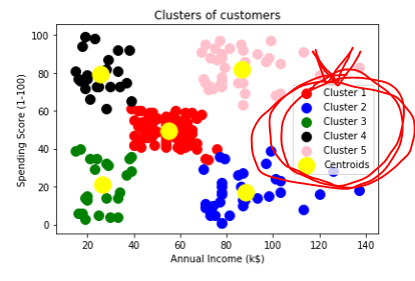 Clusters of customers
100
80
60
40
20
0
Spending Score (1-100)
Cluster 1
Cluster 2
Cluster 3
Cluster 4
Cluster 5
Centroids
20 40 60 80 100 120 140
Annual Income (k$)